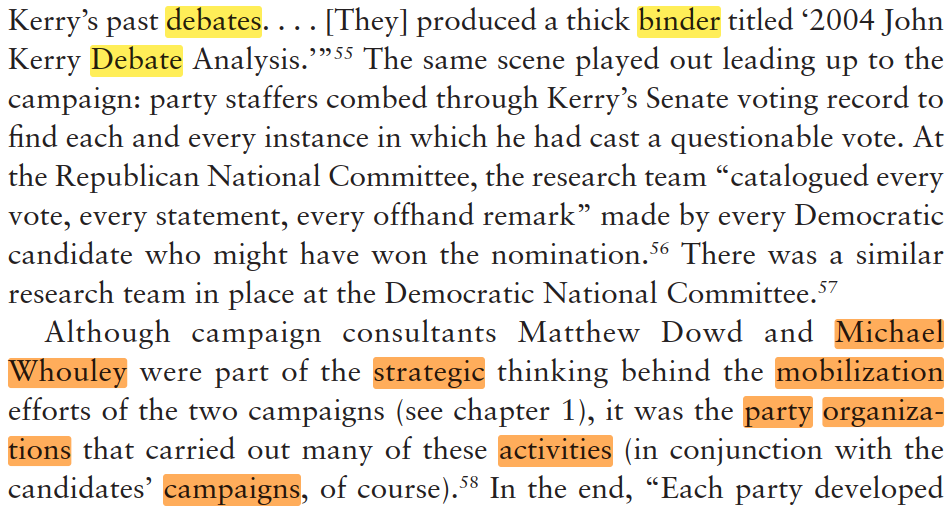 Kerry’s past debates. . . . [They] produced a thick binder titled ‘2004 John
Kerry Debate Analysis.’”55 The same scene played out leading up to the
campaign: party staffers combed through Kerry’s Senate voting record to
find each and every instance in which he had cast a questionable vote. At
the Republican National Committee, the research team “catalogued every
vote, every statement, every offhand remark” made by every Democratic
candidate who might have won the nomination.56 There was a similar
research team in place at the Democratic National Committee.57
Although campaign consultants Matthew Dowd and Michael
Whouley were part of the strategic thinking behind the mobilization
efforts of the two campaigns (see chapter 1), it was the party organiza-
tions that carried out many of these activities (in conjunction with the
candidates’ campaigns, of course).58 In the end, “Each party developed